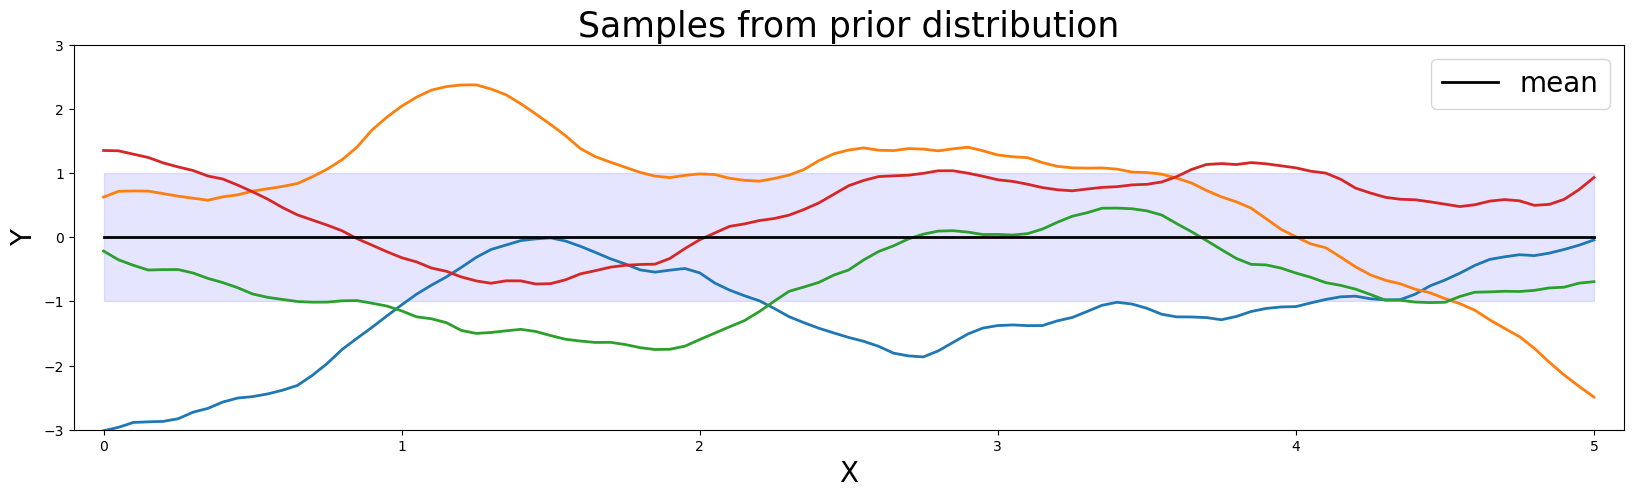 Samples from prior distribution
mean
Y
3
2
1
0
−1
−2
−3
0 1 2 3 4 5
X